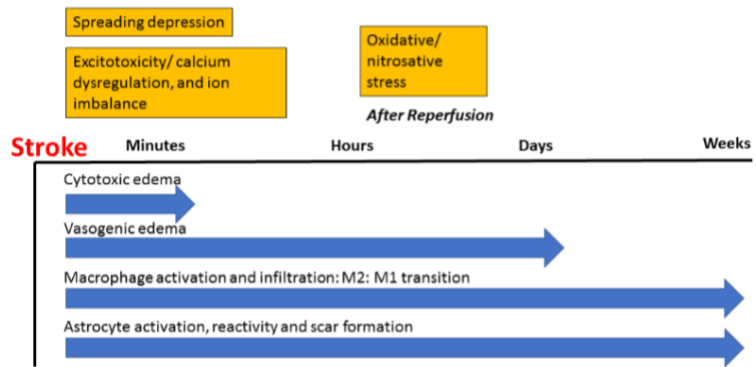 Spreading depression
Excitotoxicity/ calcium
dysregulation, and ion
imbalance
Oxidative/
nitrosative
stress
After Reperfusion
Stroke Minutes Hours Days Weeks
Cytotoxic edema
Vasogenic edema
Macrophage activation and infiltration: M2: M1 transition
Astrocyte activation, reactivity and scar formation